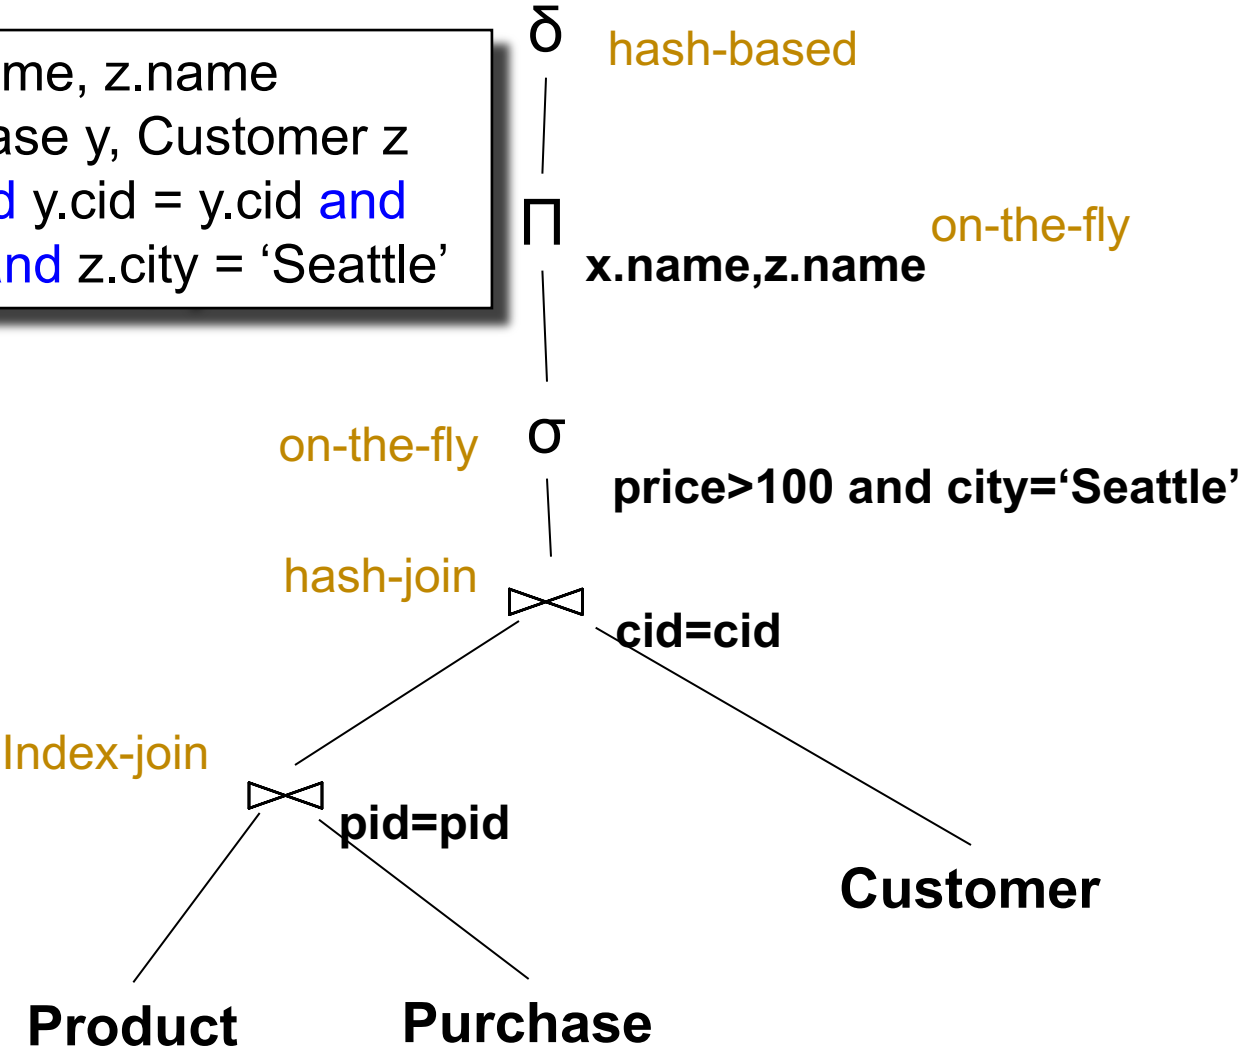 me, z.name
ase y, Customer z
d y.cid = y.cid and
nd z.city = ‘Seattle’
δ
hash-based
Π
x.name,z.name
on-the-fly
on-the-fly
σ
price>100 and city=‘Seattle’
hash-join
cid=cid
Index-join
pid=pid
Customer
Product
Purchase